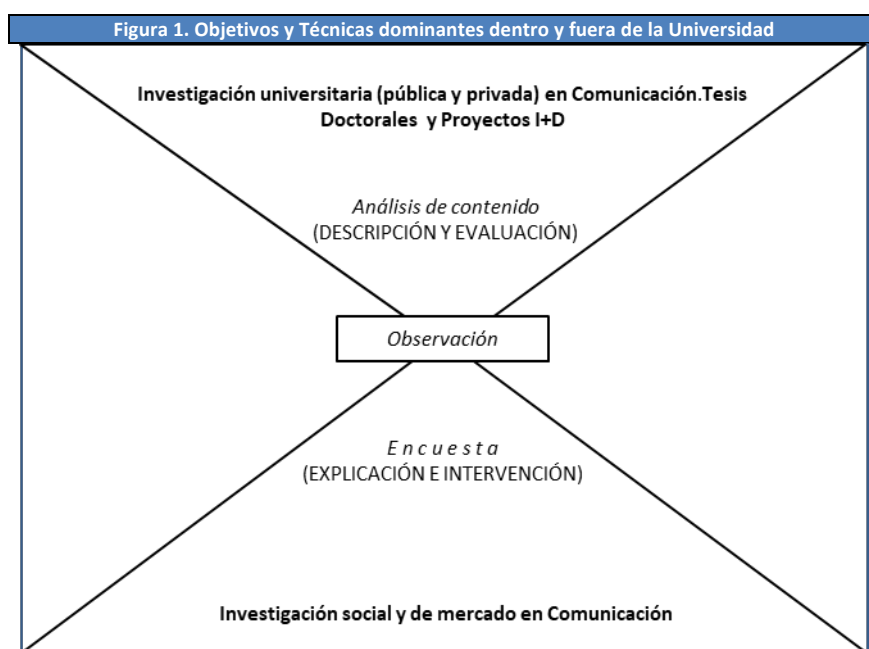 Figura 1. Objetivos y Técnicas dominantes dentro y fuera de la Universidad
Investigación universitaria (pública y privada) en Comunicación.Tesis
Doctorales y Proyectos I+D
Análisis de contenido
(DESCRIPCIÓN Y EVALUACIÓN)
Observación
E n c u e s t a
(EXPLICACIÓN E INTERVENCIÓN)
Investigación social y de mercado en Comunicación